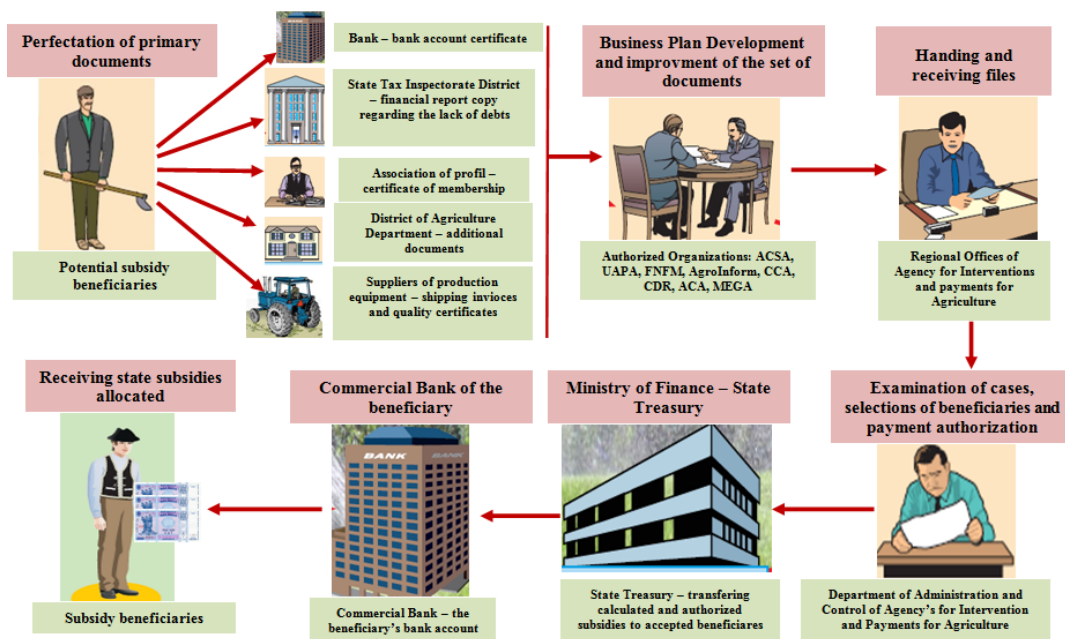 Perfectation of primary
documents
Potential subsidy
beneficiaries
Bank – bank account certificate
State Tax Inspectorate District
– financial report copy
regarding the lack of debts
Association of profil –
certificate of membership
District of Agriculture
Department – additional
documents
Suppliers of production
equipment – shipping invioces
and quality certificates
Business Plan Development
and improvment of the set of
documents
Authorized Organizations: ACSA,
UAPA, FNFM, AgroInform, CCA,
CDR, ACA, MEGA
Handing and
receiving files
Regional Offices of
Agency for Interventions
and payments for
Agriculture
Examination of cases,
selections of beneficiaries and
payment authorization
Department of Administration and
Control of Agency's for Intervention
and Payments for Agriculture
Ministry of Finance – State
Treasury
State Treasury – transfering
calculated and authorized
subsidies to accepted beneficiares
Commercial Bank of the
beneficiary
BANK
BANK
Commercial Bank – the
beneficiary's bank account
Receiving state subsidies
allocated
Subsidy beneficiaries